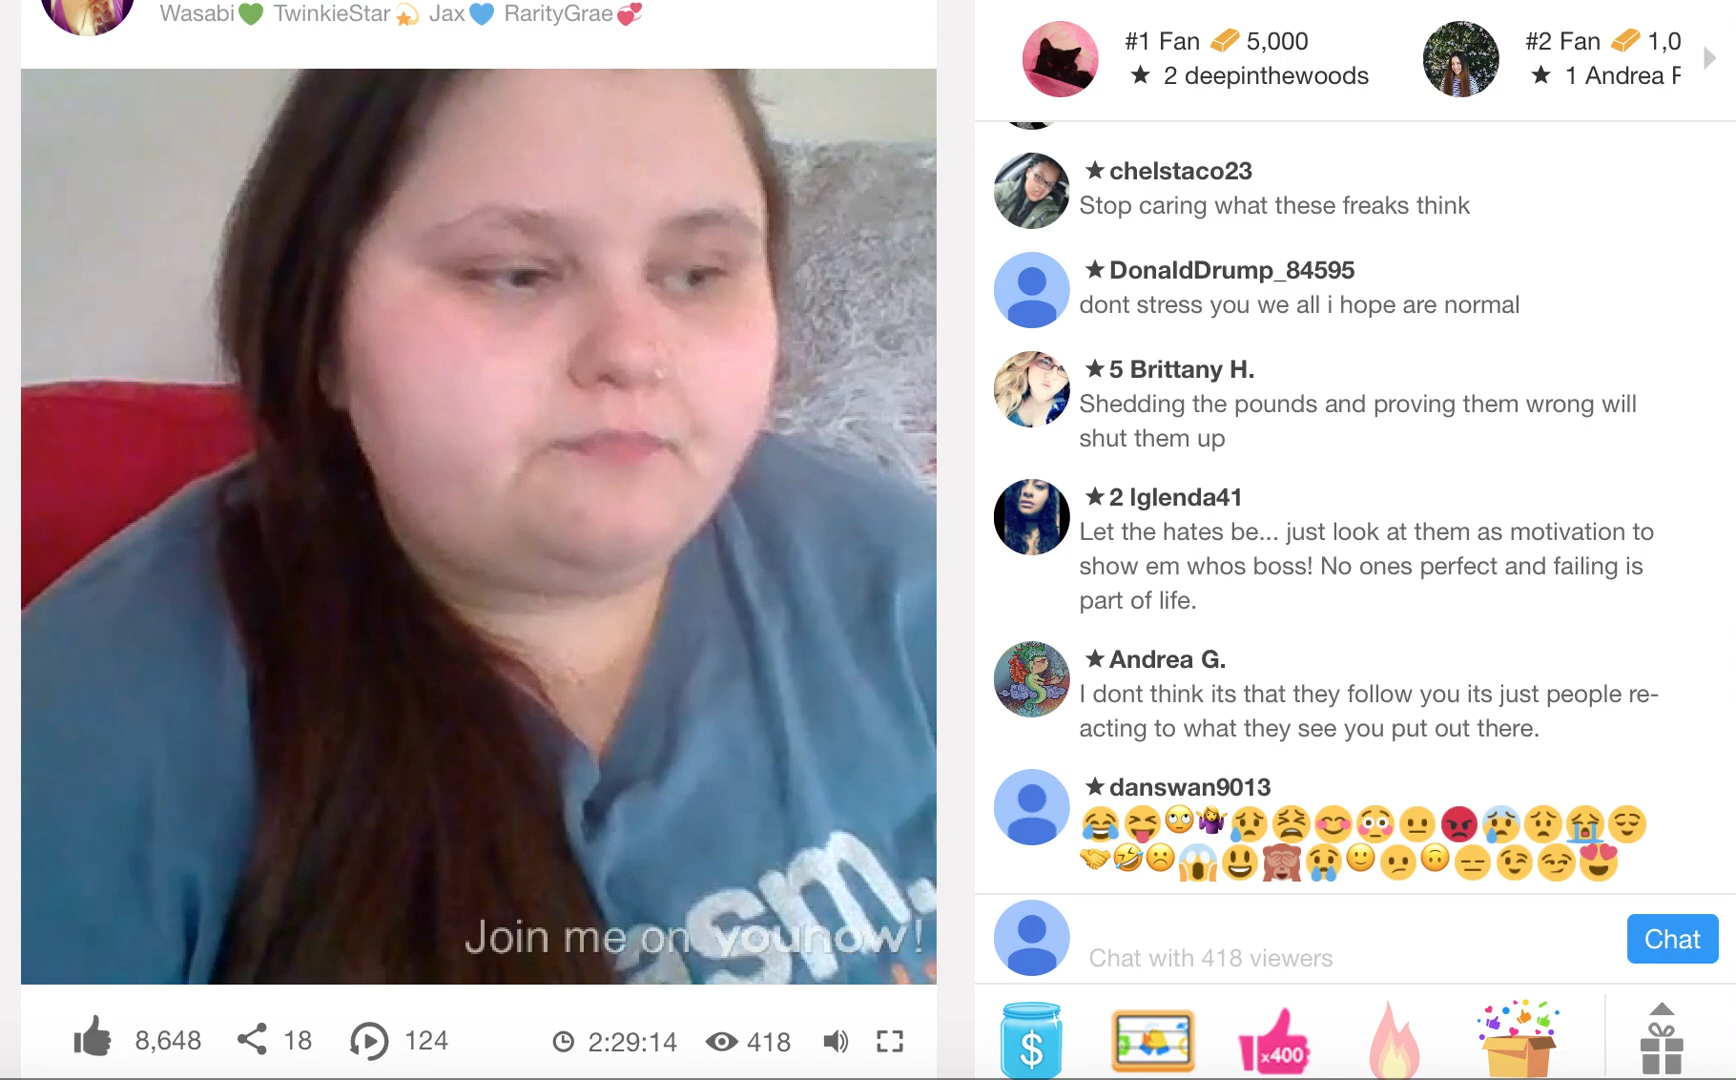 Wasabi💚 TwinkieStar💫 Jax💙 RarityGrae💞
#1 Fan 5,000
★ 2 deepinthewoods
#2 Fan 1,0
★ 1 Andrea F
★ chelstaco23
Stop caring what these freaks think
★ DonaldDrump_84595
dont stress you we all i hope are normal
★ 5 Brittany H.
Shedding the pounds and proving them wrong will
shut them up
★ 2 lglenda41
Let the hates be... just look at them as motivation to
show em whos boss! No ones perfect and failing is
part of life.
★ Andrea G.
I dont think its that they follow you its just people re-
acting to what they see you put out there.
★ danswan9013
😂😝🙄🤷‍♀️😥😫😊😳😐😡😰😟😭😌
🤝🤣☹️😱😃🙈😢🙂😕🙃😑😉😏😍
asm.
Join me on younow!
Chat with 418 viewers
Chat
8,648 18 124 2:29:14 418
$
x400